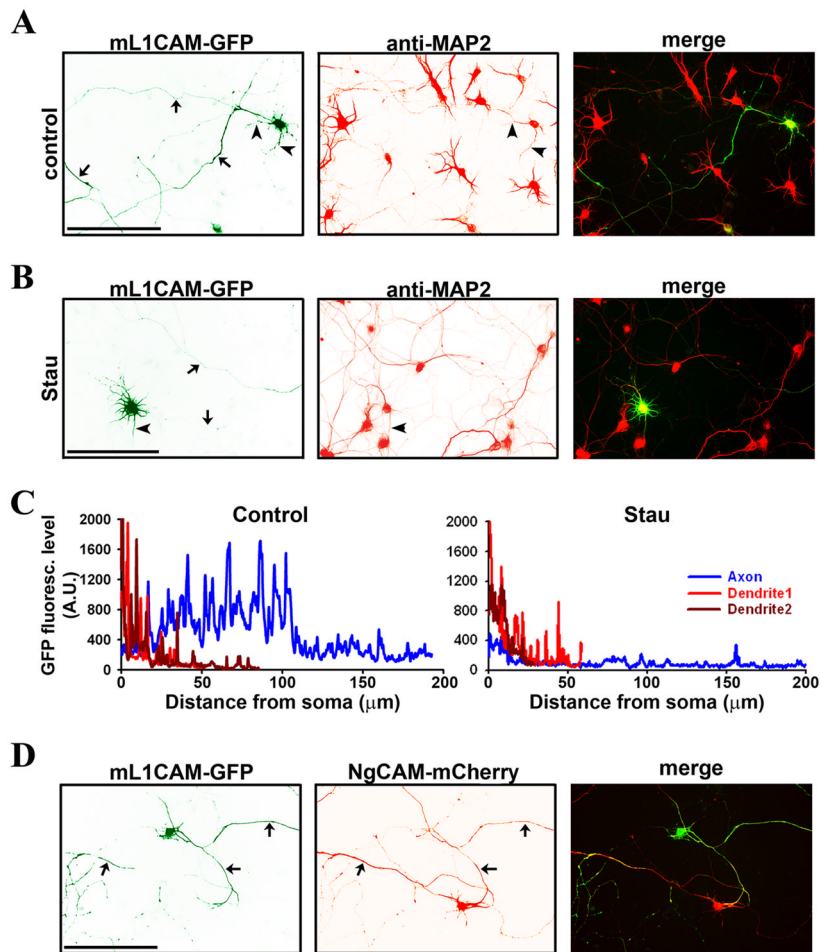 A
mL1CAM-GFP
anti-MAP2
merge
control
B
mL1CAM-GFP
anti-MAP2
merge
Stau
C
Control
Stau
GFP fluoresc. level
(A.U.)
2000
1600
1200
800
400
0
0
50
100
150
200
Distance from soma (μm)
2000
1600
1200
800
400
0
0
50
100
150
200
Distance from soma (μm)
Axon
Dendrite1
Dendrite2
D
mL1CAM-GFP
NgCAM-mCherry
merge